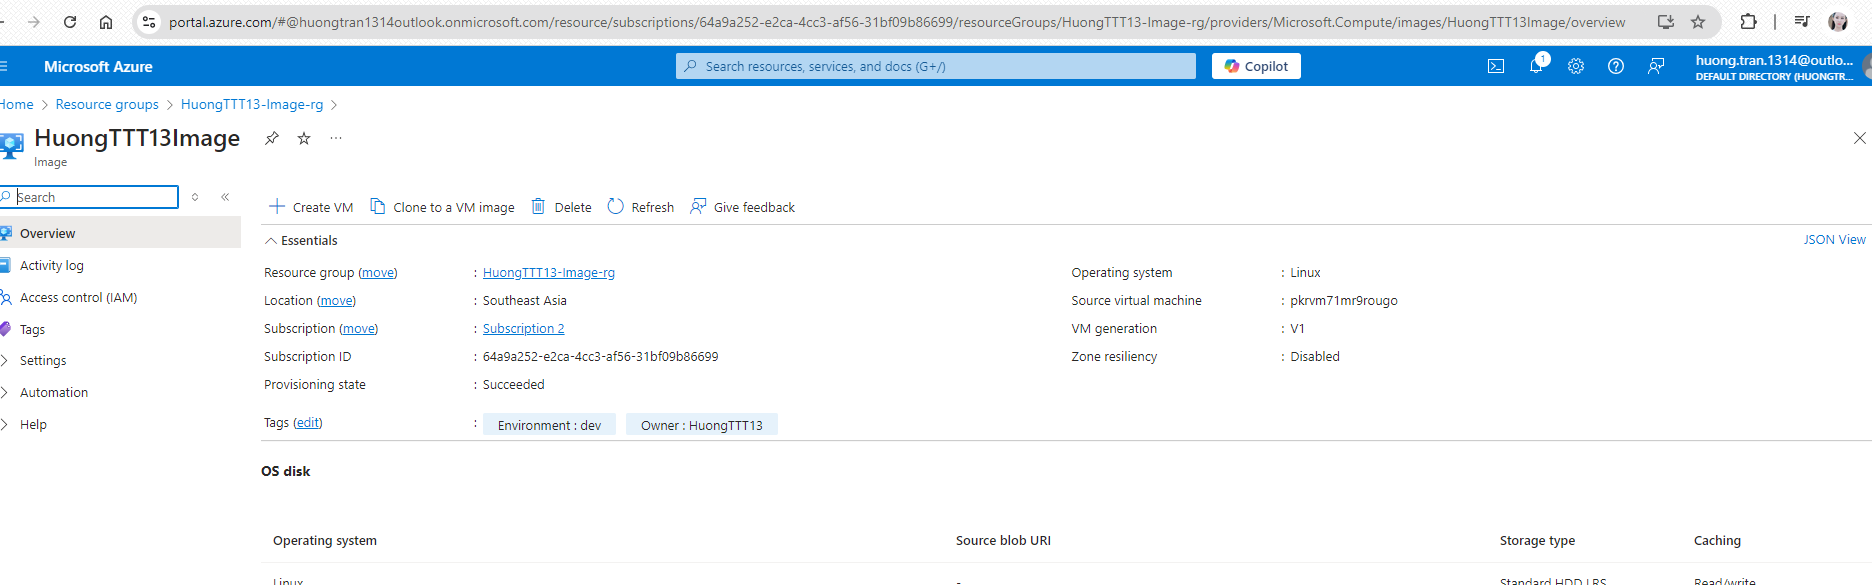 portal.azure.com/#@huongtran1314outlook.onmicrosoft.com/resource/subscriptions/64a9a252-e2ca-4cc3-af56-31bf09b86699/resourceGroups/HuongTTT13-Image-rg/providers/Microsoft.Compute/images/HuongTTT13Image/overview
Microsoft Azure
Search resources, services, and docs (G+/)
Copilot
1
huong.tran.1314@outlo...
DEFAULT DIRECTORY (HUONGTR...
Home > Resource groups > HuongTTT13-Image-rg >
HuongTTT13Image
Image
Search
Create VM Clone to a VM image Delete Refresh Give feedback
Overview
Activity log
Access control (IAM)
Tags
Settings
Automation
Help
Essentials
JSON View
Resource group (move) : HuongTTT13-Image-rg
Location (move) : Southeast Asia
Subscription (move) : Subscription 2
Subscription ID : 64a9a252-e2ca-4cc3-af56-31bf09b86699
Provisioning state : Succeeded
Operating system : Linux
Source virtual machine : pkrvm71mr9rougo
VM generation : V1
Zone resiliency : Disabled
Tags (edit) : Environment : dev Owner : HuongTTT13
OS disk
Operating system Source blob URI Storage type Caching
Linux - Standard HDD LRS Read/write